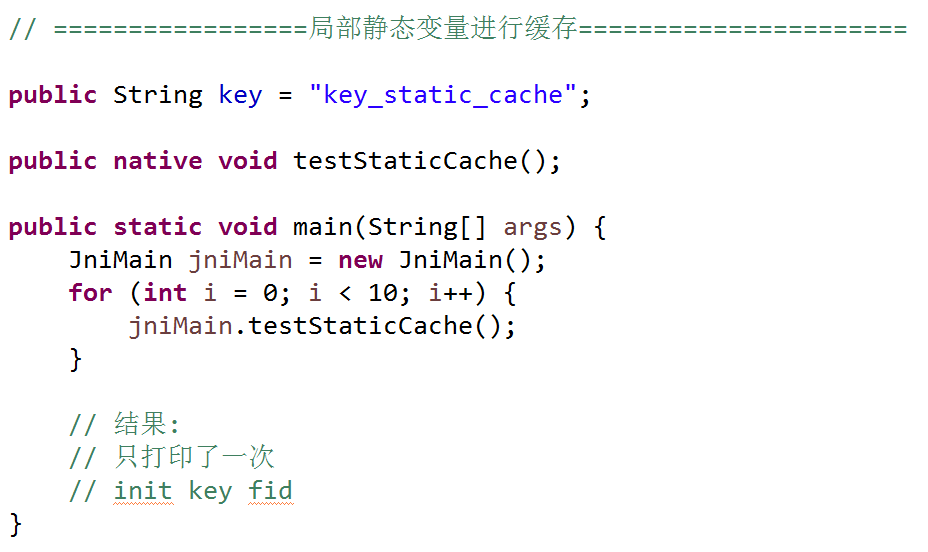 // =================局部静态变量进行缓存======================
public String key = "key_static_cache";
public native void testStaticCache();
public static void main(String[] args) {
JniMain jniMain = new JniMain();
for (int i = 0; i < 10; i++) {
jniMain.testStaticCache();
}
// 结果:
// 只打印了一次
// init key fid
}